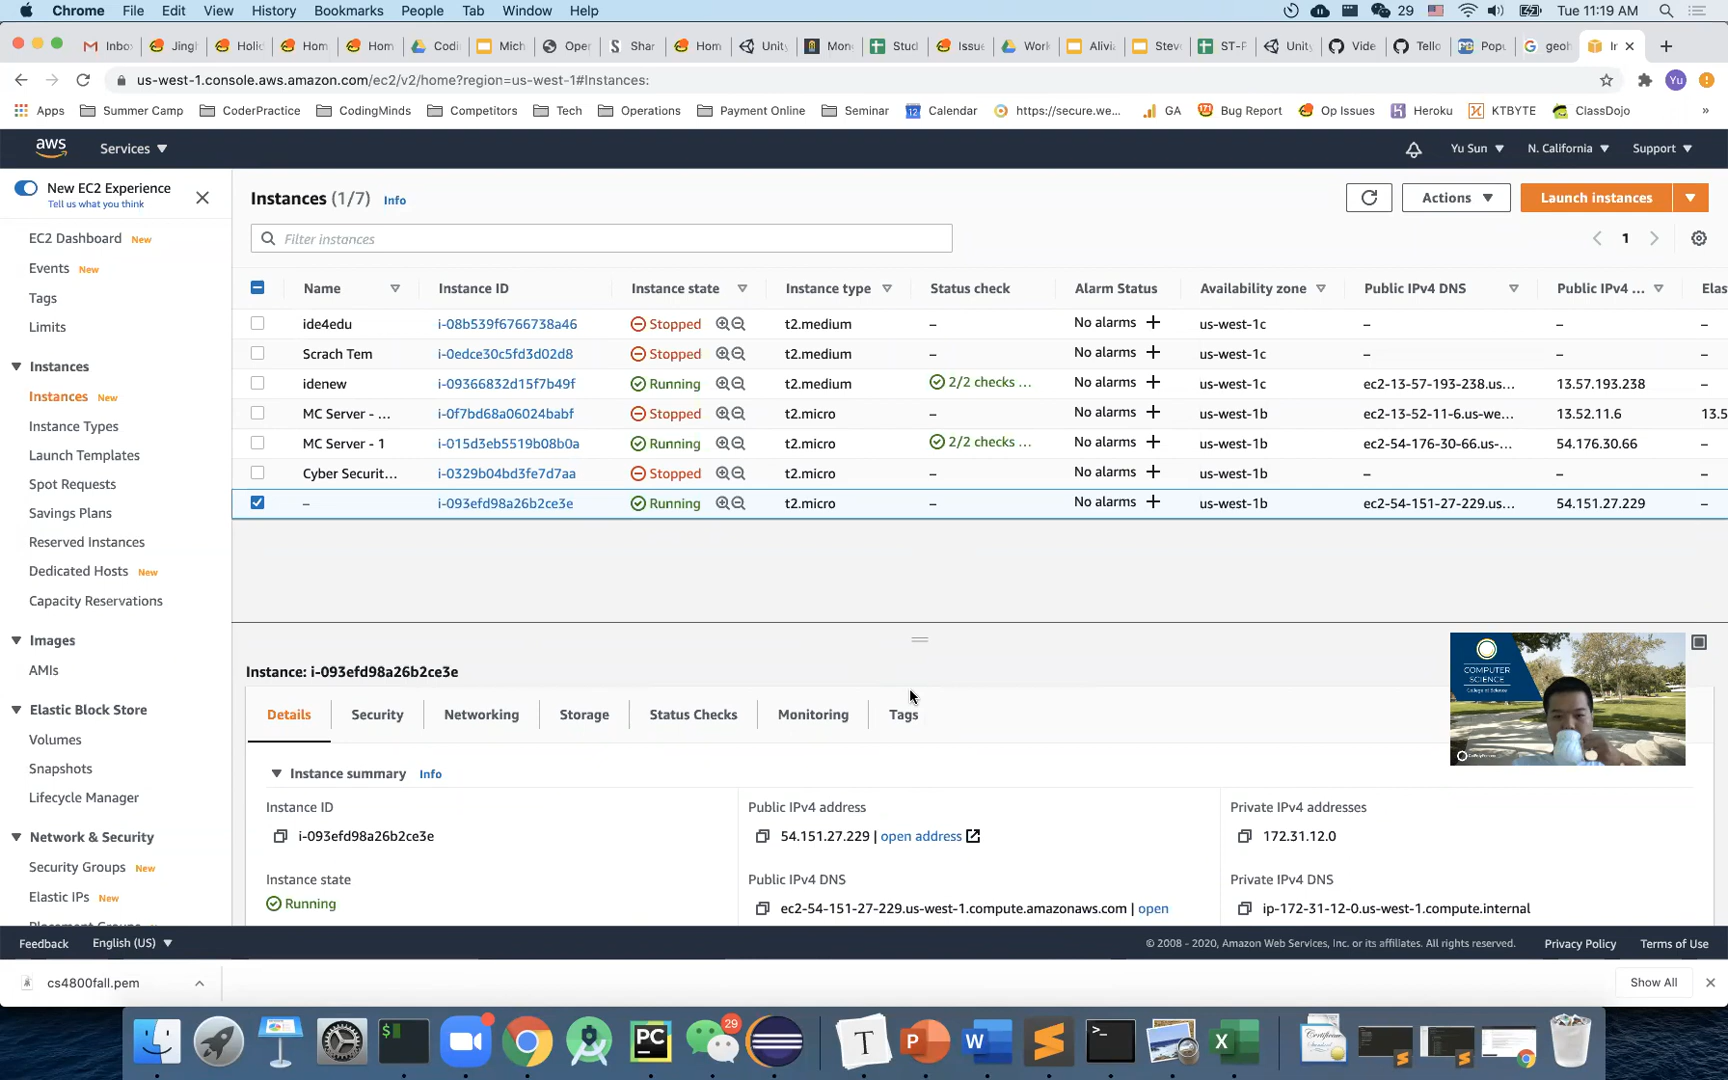 Chrome File Edit View History Bookmarks People Tab Window Help 29 Tue 11:19 AM
Inbo Jingl Holic Hom Hom Codi Mich Oper Shar Hom Unity Mon Stud Issue Work Alivia Steve ST-F Unity Vide Tello Popu geoh In
us-west-1.console.aws.amazon.com/ec2/v2/home?region=us-west-1#Instances: Yu
Apps Summer Camp CoderPractice CodingMinds Competitors Tech Operations Payment Online Seminar 12 Calendar https://secure.we... GA Bug Report Op Issues Heroku KTBYTE ClassDojo »
aws Services Yu Sun N. California Support
New EC2 Experience
Tell us what you think
EC2 Dashboard New
Events New
Tags
Limits
Instances
Instances New
Instance Types
Launch Templates
Spot Requests
Savings Plans
Reserved Instances
Dedicated Hosts New
Capacity Reservations
Images
AMIs
Elastic Block Store
Volumes
Snapshots
Lifecycle Manager
Network & Security
Security Groups New
Elastic IPs New
Instances (1/7) Info Actions Launch instances
Filter instances 1
Name Instance ID Instance state Instance type Status check Alarm Status Availability zone Public IPv4 DNS Public IPv4 ... Elas
ide4edu i-08b539f6766738a46 Stopped t2.medium – No alarms + us-west-1c – – –
Scrach Tem i-0edce30c5fd3d02d8 Stopped t2.medium – No alarms + us-west-1c – – –
idenew i-09366832d15f7b49f Running t2.medium 2/2 checks ... No alarms + us-west-1c ec2-13-57-193-238.us... 13.57.193.238 –
MC Server - ... i-0f7bd68a06024babf Stopped t2.micro – No alarms + us-west-1b ec2-13-52-11-6.us-we... 13.52.11.6 13.5
MC Server - 1 i-015d3eb5519b08b0a Running t2.micro 2/2 checks ... No alarms + us-west-1b ec2-54-176-30-66.us-... 54.176.30.66 –
Cyber Securit... i-0329b04bd3fe7d7aa Stopped t2.micro – No alarms + us-west-1b – – –
– i-093efd98a26b2ce3e Running t2.micro – No alarms + us-west-1b ec2-54-151-27-229.us... 54.151.27.229 –
Instance: i-093efd98a26b2ce3e
Details Security Networking Storage Status Checks Monitoring Tags
Instance summary Info
Instance ID
i-093efd98a26b2ce3e
Instance state
Running
Public IPv4 address
54.151.27.229 | open address
Public IPv4 DNS
ec2-54-151-27-229.us-west-1.compute.amazonaws.com | open
Private IPv4 addresses
172.31.12.0
Private IPv4 DNS
ip-172-31-12-0.us-west-1.compute.internal
COMPUTER
SCIENCE
College of Science
Feedback English (US) © 2008 - 2020, Amazon Web Services, Inc. or its affiliates. All rights reserved. Privacy Policy Terms of Use
cs4800fall.pem Show All
$ PC 29 T P W >_ X